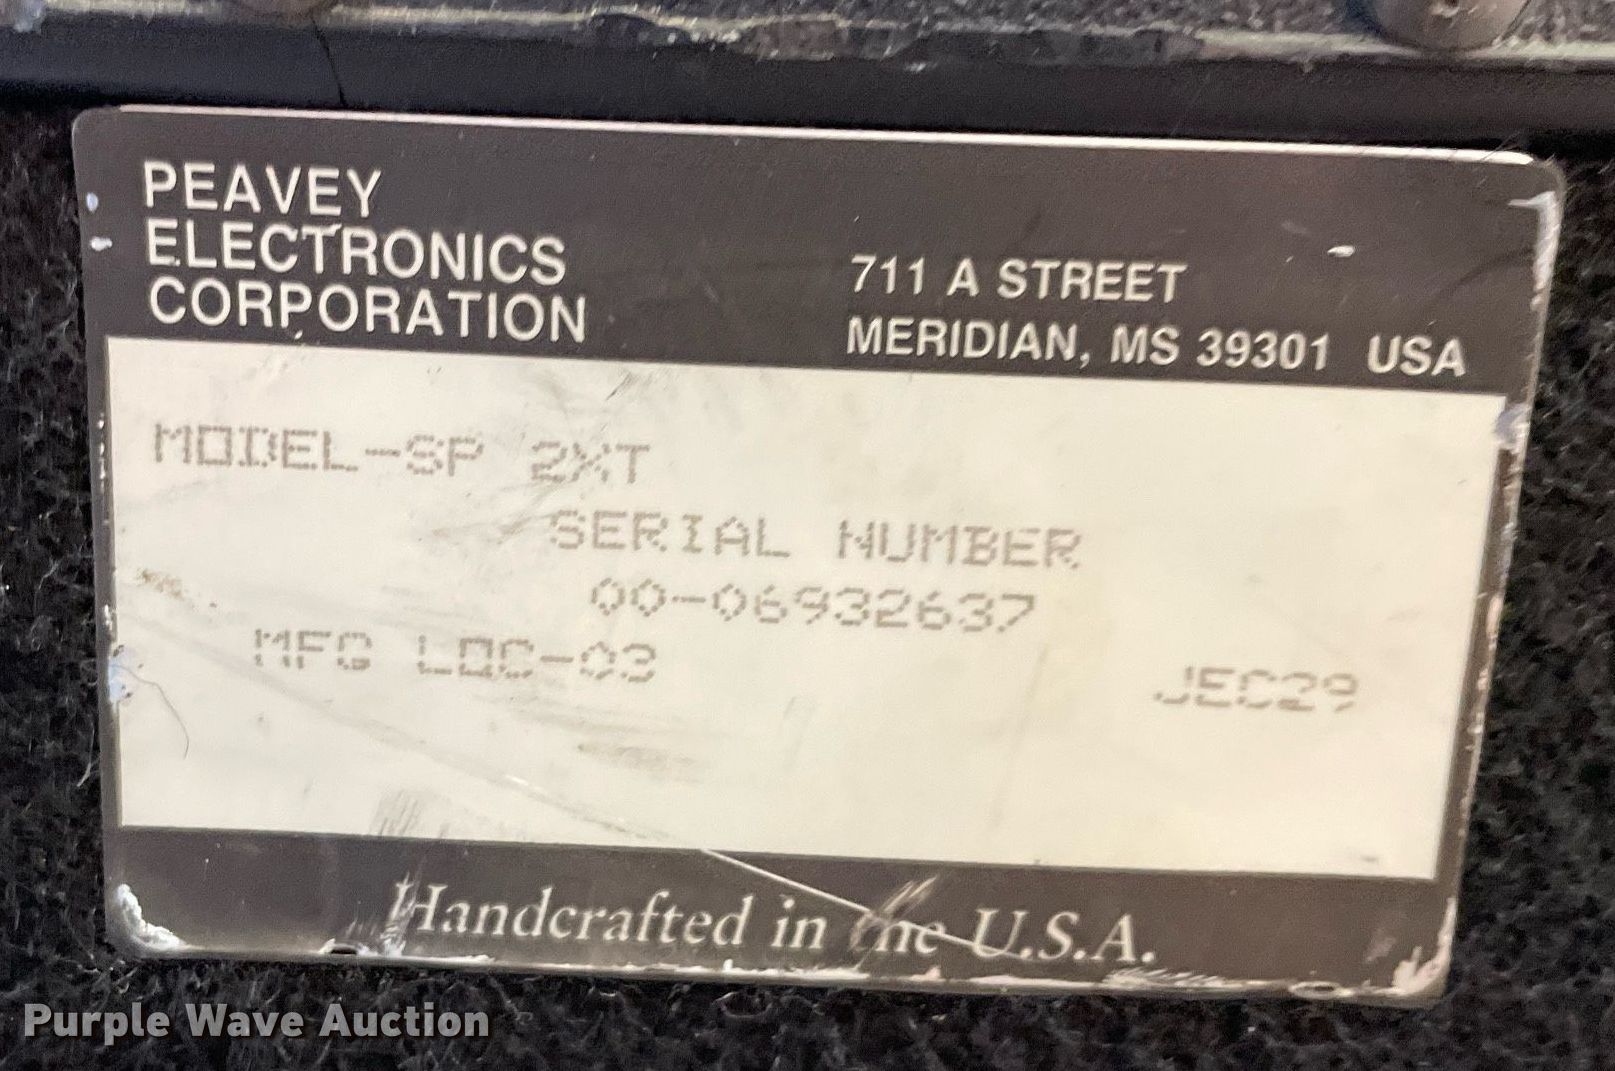 PEAVEY
ELECTRONICS
CORPORATION
711 A STREET
MERIDIAN, MS 39301 USA
MODEL-SP 2XT
SERIAL NUMBER
00-06932637
MFG LOC-03
JEC29
Handcrafted in the U.S.A.
Purple Wave Auction